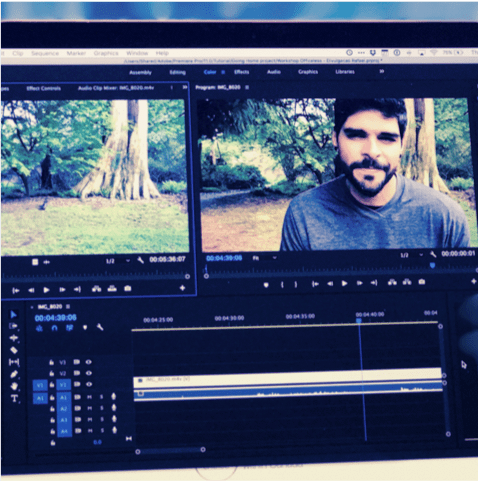 Clip Sequence Markers Graphics Window Help
Assembly Editing Color Effects Audio Graphics Libraries
Effect Controls Audio Clip Mixer: IMG_8020.m4v
Program: IMG_8020
1/2 00:05:36:07
00:04:39:06 Fit 1/2 00:00:00:01
IMG_8020
00:04:39:06
00:04:25:00 00:04:30:00 00:04:35:00 00:04:40:00 00:04
V3
V2
V1 V1
A1 A1 M S
A2 M S
A3 M S
A4 M S
0.0